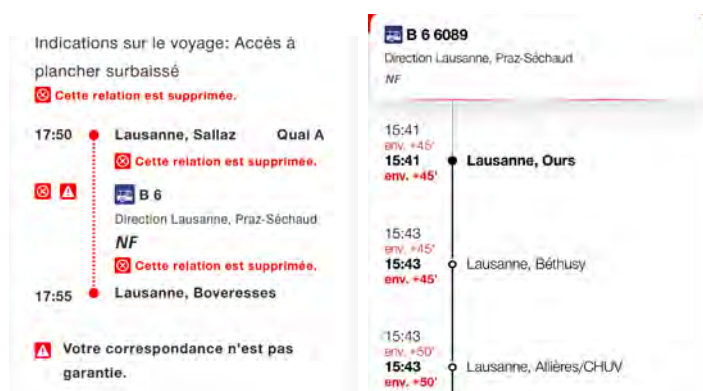 Indications sur le voyage: Accès à
plancher surbaissé
Cette relation est supprimée.
17:50 Lausanne, Sallaz Quai A
Cette relation est supprimée.
B 6
Direction Lausanne, Praz-Séchaud
NF
Cette relation est supprimée.
17:55 Lausanne, Boveresses
Votre correspondance n'est pas
garantie.
B 6 6089
Direction Lausanne, Praz-Séchaud
NF
15:41
env. +45'
15:41 Lausanne, Ours
env. +45'
15:43
env. +45'
15:43 Lausanne, Béthusy
env. +45'
15:43
env. +50'
15:43 Lausanne, Allières/CHUV
env. +50'